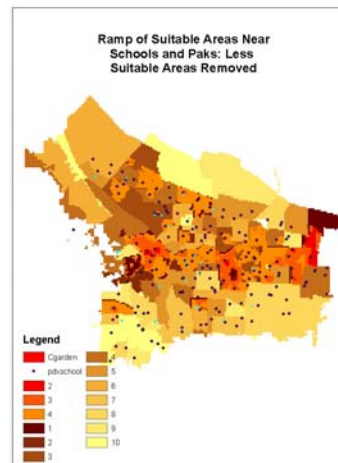 Ramp of Suitable Areas Near
Schools and Paks: Less
Suitable Areas Removed
Legend
Cgarden
pdxschool
2
3
4
1
2
3
4
5
6
7
8
9
10